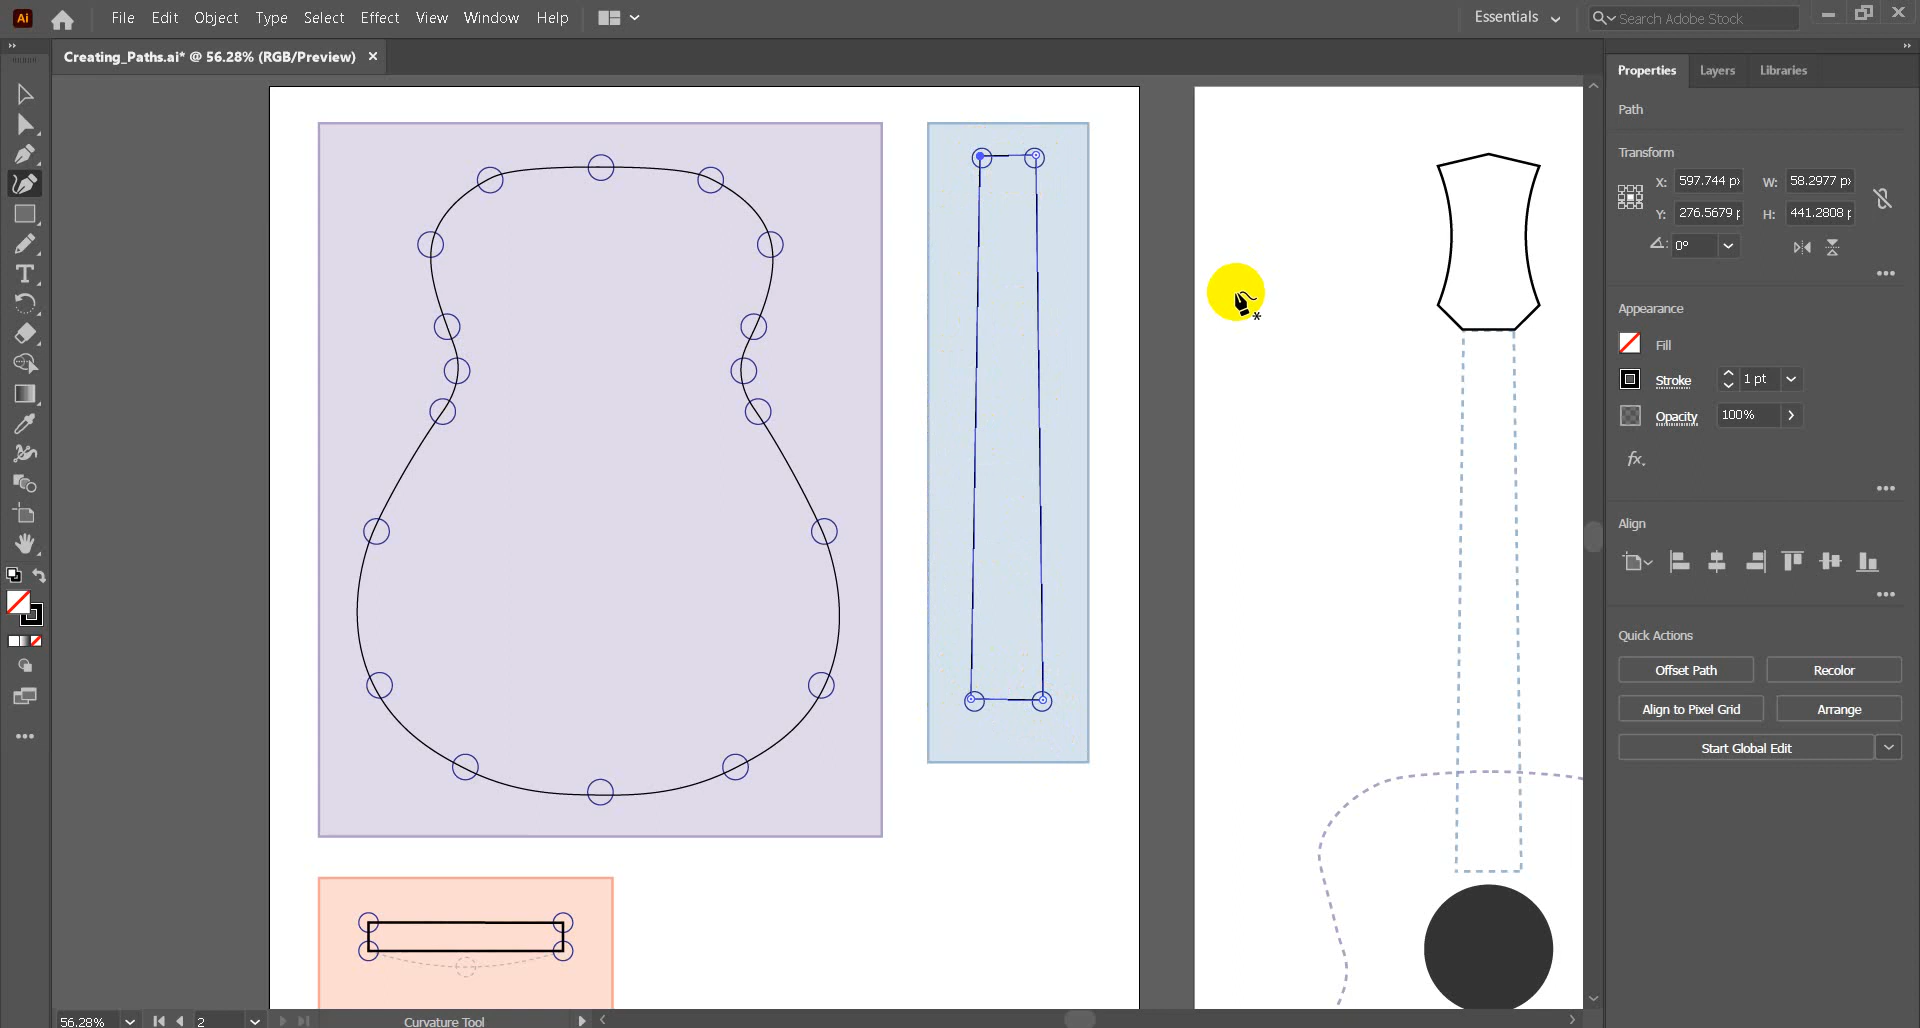 Ai File Edit Object Type Select Effect View Window Help Essentials Search Adobe Stock
Creating_Paths.ai* @ 56.28% (RGB/Preview) ×
Properties Layers Libraries
Path
Transform
X: 597.744 px W: 58.2977 px
Y: 276.5679 p H: 441.2808 p
0°
Appearance
Fill
Stroke 1 pt
Opacity 100%
fx.
Align
Quick Actions
Offset Path Recolor
Align to Pixel Grid Arrange
Start Global Edit
56.28% 2 Curvature Tool